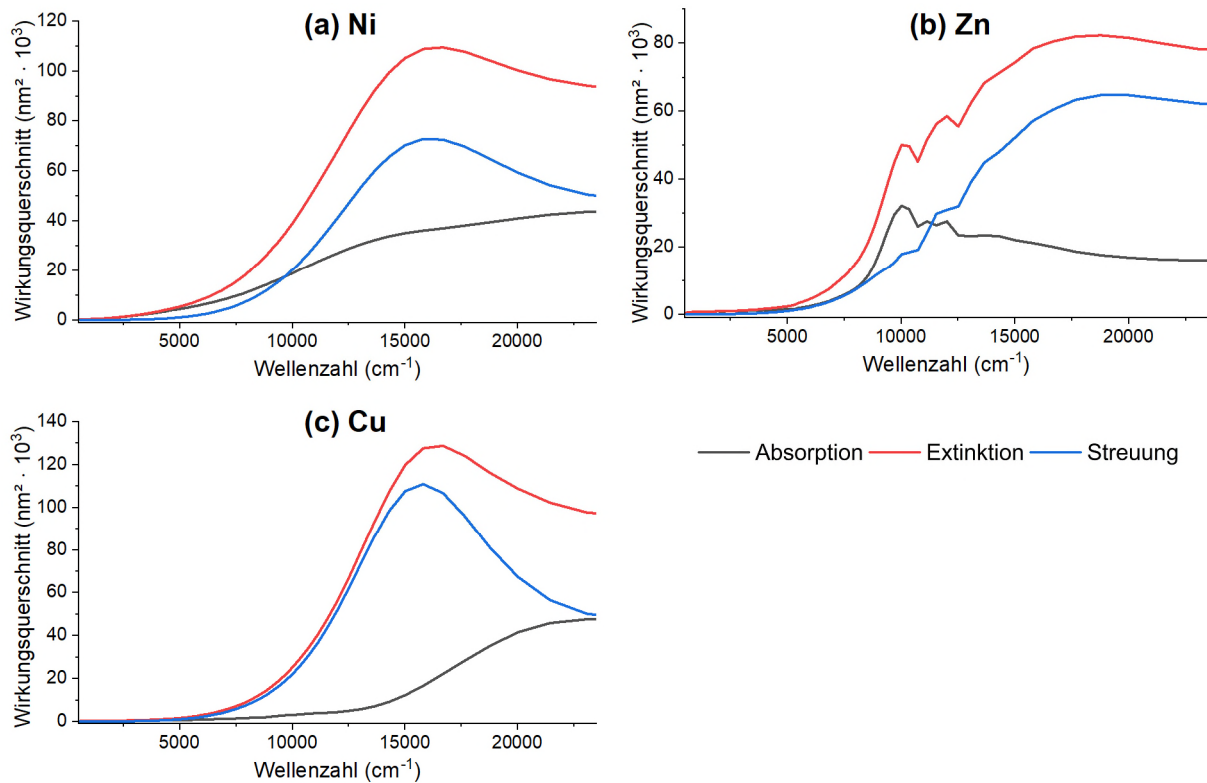 (a) Ni
Wirkungsquerschnitt (nm² · 10³)
120
100
80
60
40
20
0
5000 10000 15000 20000
Wellenzahl (cm⁻¹)
(b) Zn
Wirkungsquerschnitt (nm² · 10³)
80
60
40
20
0
5000 10000 15000 20000
Wellenzahl (cm⁻¹)
(c) Cu
Wirkungsquerschnitt (nm² · 10³)
140
120
100
80
60
40
20
0
5000 10000 15000 20000
Wellenzahl (cm⁻¹)
Absorption Extinktion Streuung